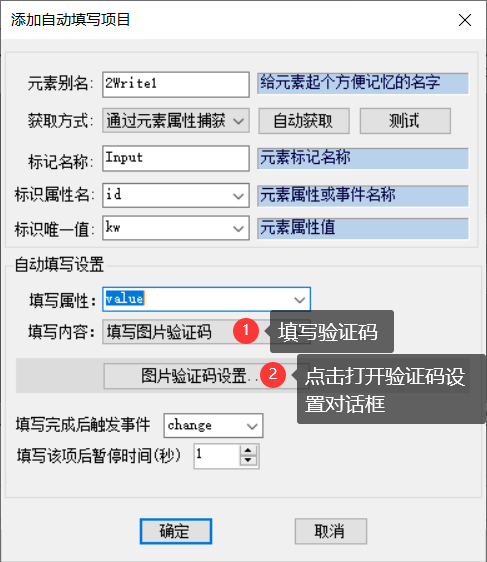 添加自动填写项目
元素别名: 2Write1 给元素起个方便记忆的名字
获取方式: 通过元素属性捕获 自动获取 测试
标记名称: Input 元素标记名称
标识属性名: id 元素属性或事件名称
标识唯一值: kw 元素属性值
自动填写设置
填写属性: value
填写内容: 填写图片验证码 1 填写验证码
图片验证码设置.. 2 点击打开验证码设
置对话框
填写完成后触发事件 change
填写该项后暂停时间(秒) 1
确定 取消